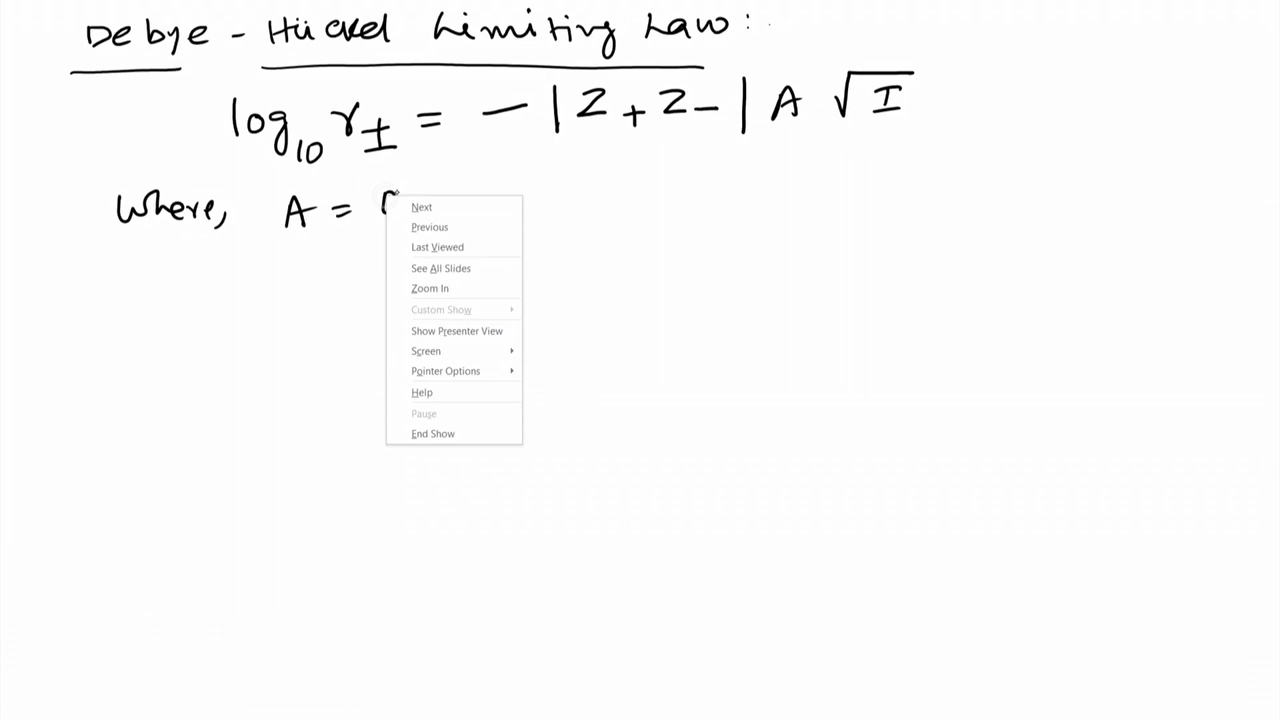 Debye - Hückel Limiting Law:
log₁₀ γ± = - |Z₊ Z₋| A √I
Where, A =
Next
Previous
Last Viewed
See All Slides
Zoom In
Custom Show
Show Presenter View
Screen
Pointer Options
Help
Pause
End Show